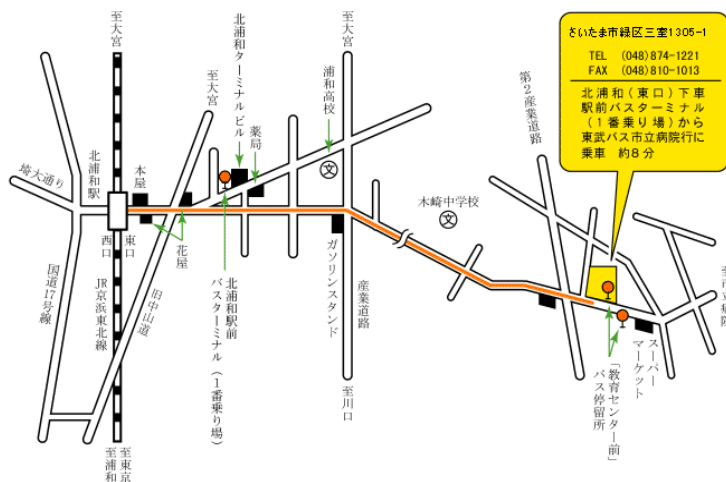 さいたま市緑区三室1305-1
TEL (048)874-1221
FAX (048)810-1013
北浦和(東口)下車
駅前バスターミナル
(1番乗り場)から
東武バス市立病院行に
乗車 約8分
至大宮
至大宮
至大宮
北浦和ターミナルビル
薬局
浦和高校
文
第2産業道路
木崎中学校
文
埼大通り
北浦和駅
本屋
西口
東口
花屋
国道17号線
JR京浜東北線
旧中山道
北浦和駅前
バスターミナル(1番乗り場)
ガソリンスタンド
産業道路
至川口
至市立病院
スーパー
マーケット
「教育センター前」
バス停留所
至東京
至浦和